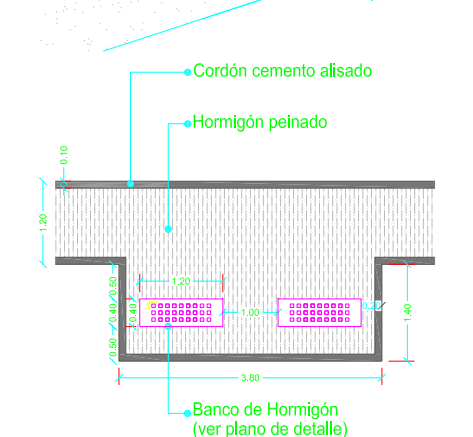 Cordón cemento alisado
Hormigón peinado
0.10
1.20
1.20
0.50
0.40
0.40
0.50
1.00
0.20
1.40
3.80
Banco de Hormigón
(ver plano de detalle)